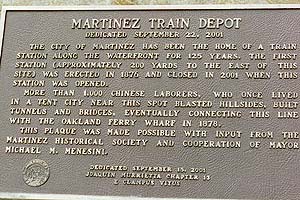 MARTINEZ TRAIN DEPOT
DEDICATED SEPTEMBER 22, 2001
THE CITY OF MARTINEZ HAS BEEN THE HOME OF A TRAIN
STATION ALONG THE WATERFRONT FOR 125 YEARS. THE FIRST
STATION (APPROXIMATELY 200 YARDS TO THE EAST OF THIS
SITE) WAS ERECTED IN 1876 AND CLOSED IN 2001 WHEN THIS
STATION WAS OPENED.
MORE THAN 1,000 CHINESE LABORERS, WHO ONCE LIVED
IN A TENT CITY NEAR THIS SPOT BLASTED HILLSIDES, BUILT
TUNNELS AND BRIDGES, EVENTUALLY CONNECTING THIS LINE
WITH THE OAKLAND FERRY WHARF IN 1878.
THIS PLAQUE WAS MADE POSSIBLE WITH INPUT FROM THE
MARTINEZ HISTORICAL SOCIETY AND COOPERATION OF MAYOR
MICHAEL M. MENESINI.
DEDICATED SEPTEMBER 15, 2001
JOAQUIN MURRIETTA CHAPTER 13
E CLAMPUS VITUS